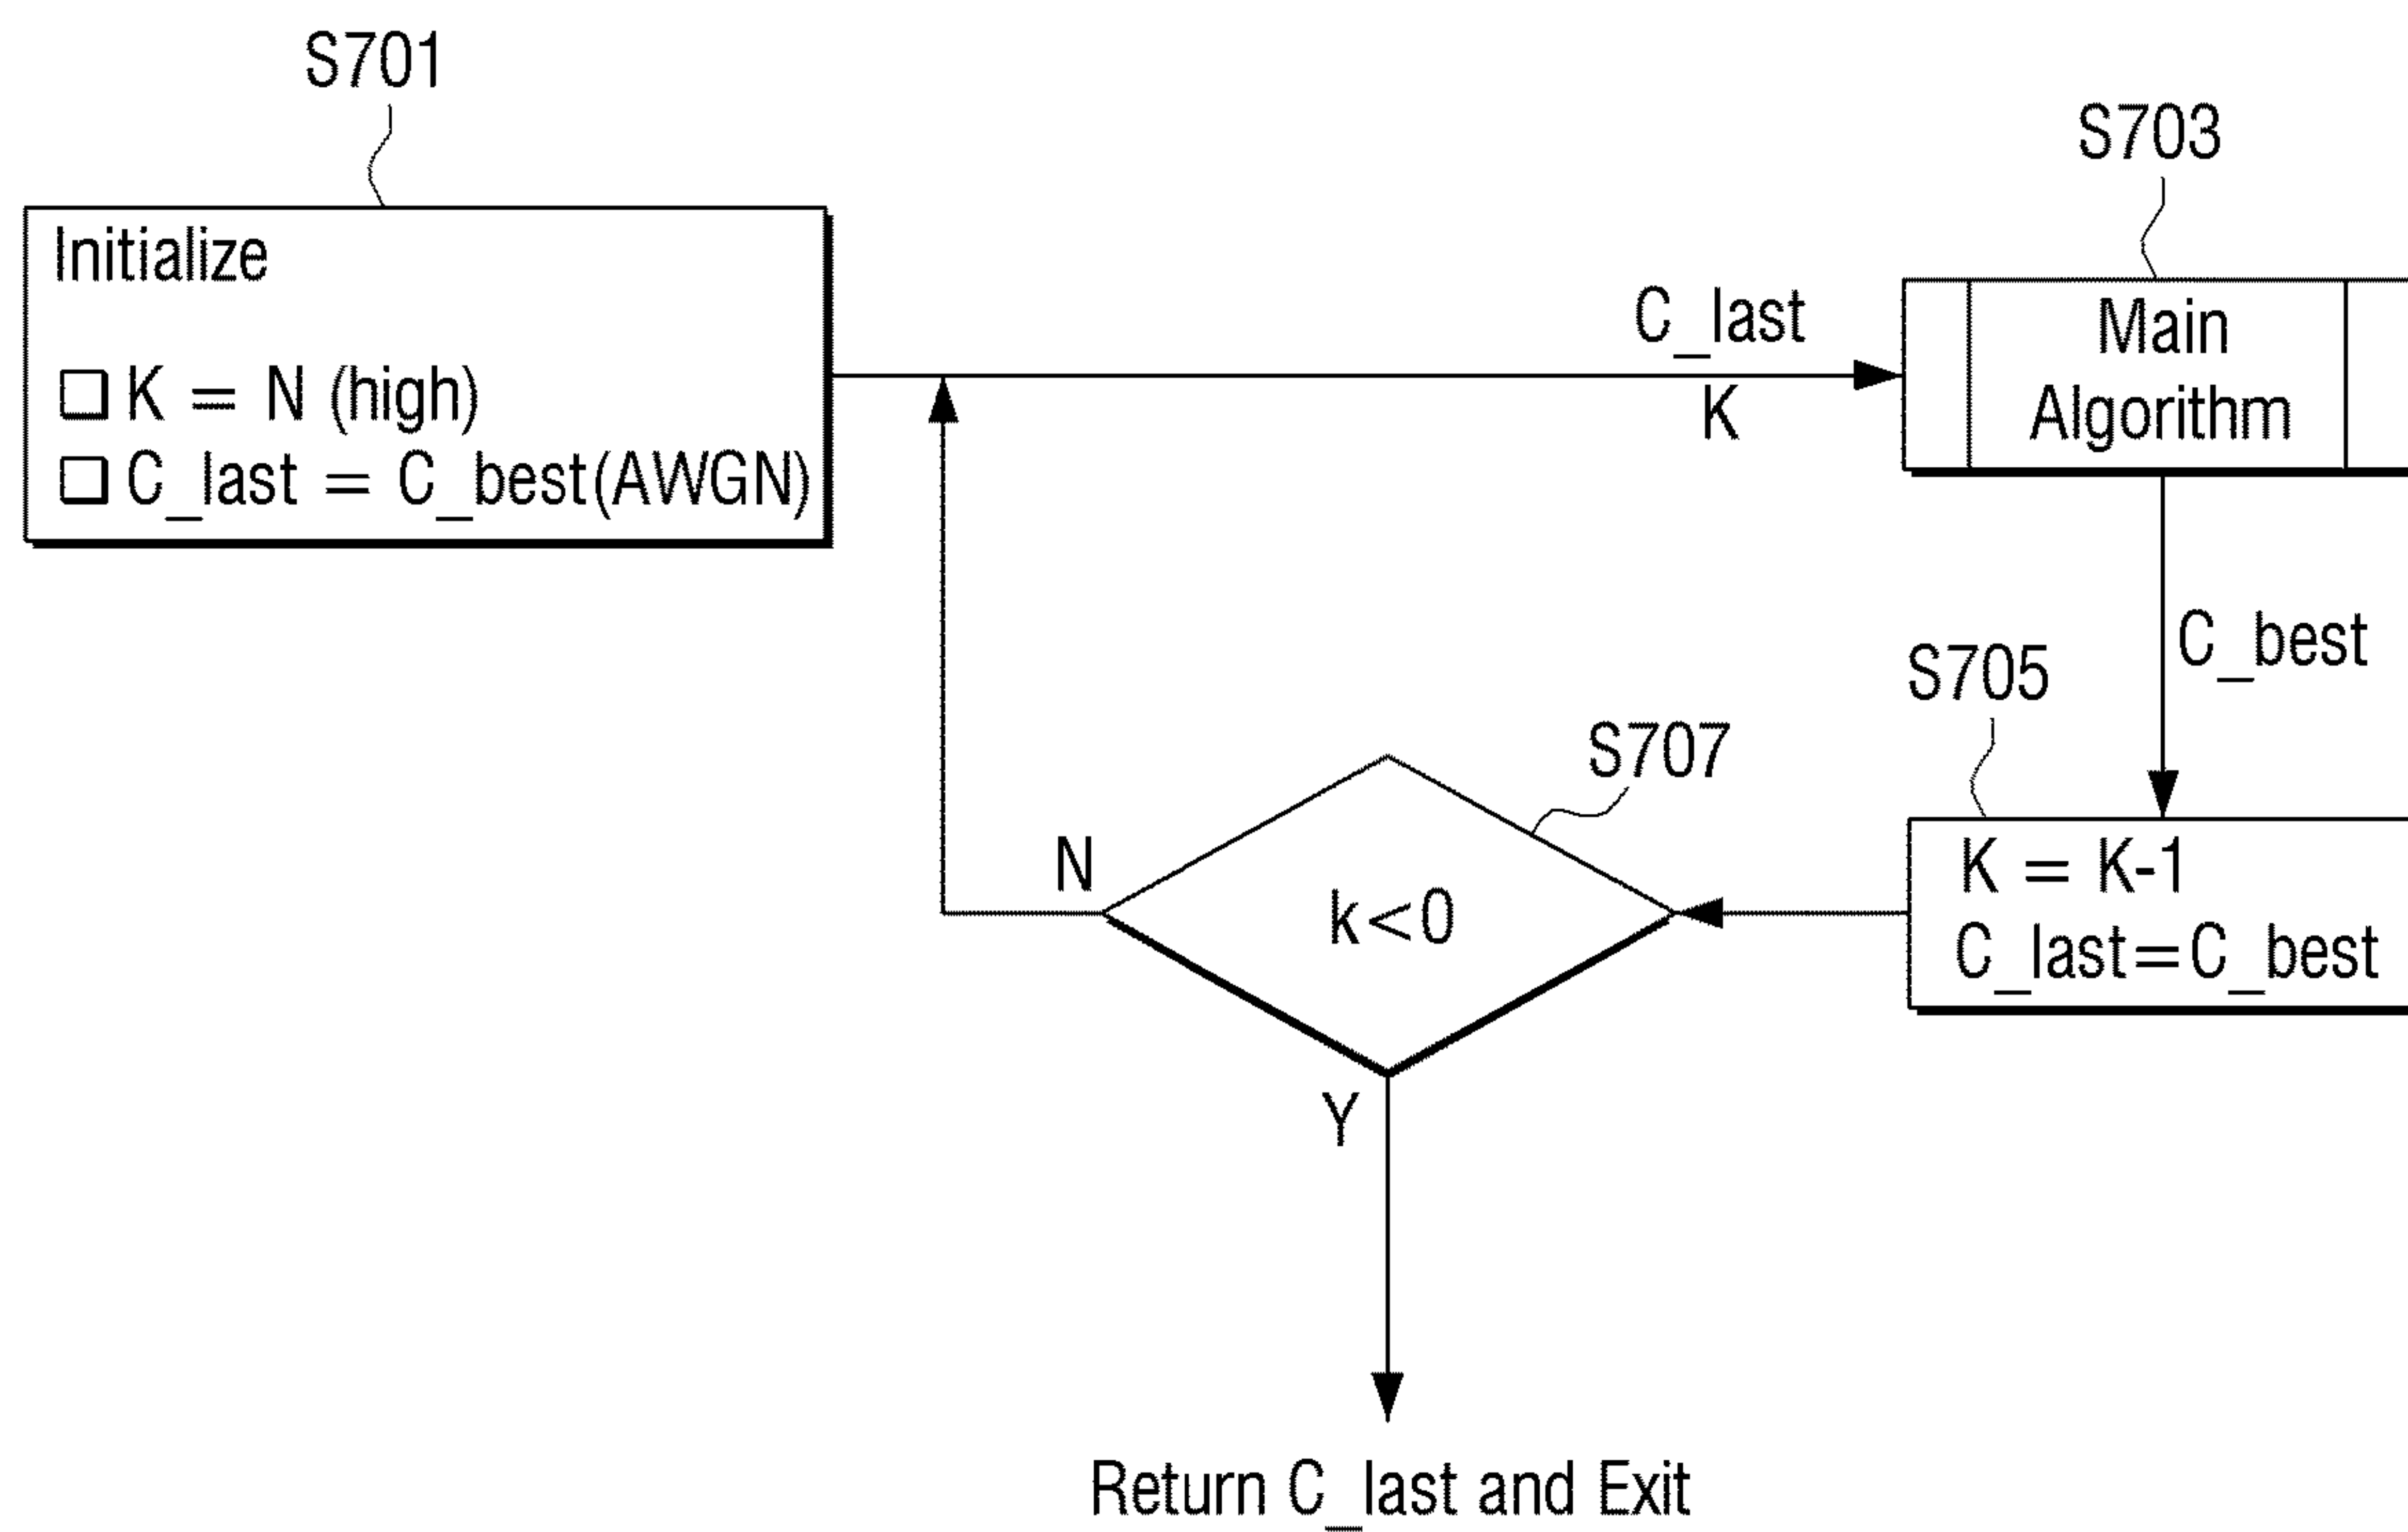 S701
Initialize
K = N (high)
C_last = C_best(AWGN)
S703
C_last
K
Main
Algorithm
C_best
S705
K = K-1
C_last=C_best
S707
k<0
N
Y
Return C_last and Exit